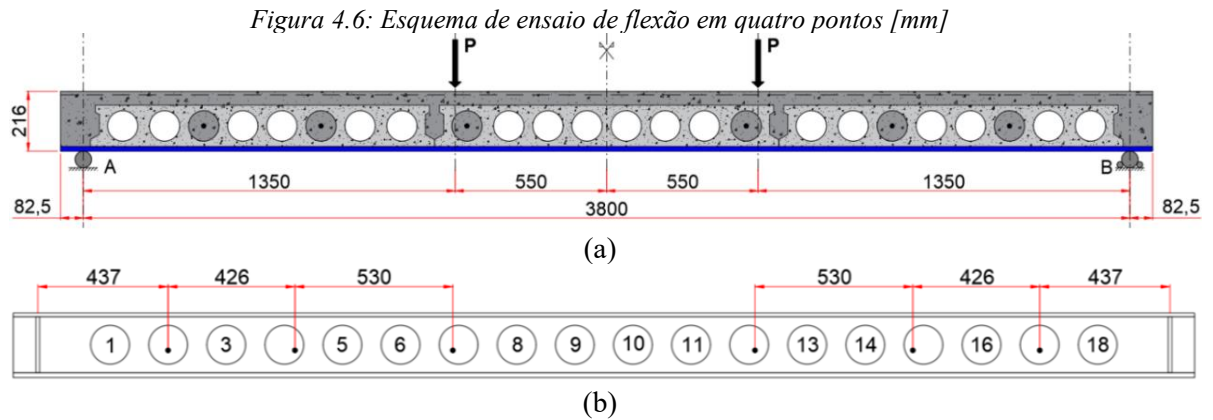 Figura 4.6: Esquema de ensaio de flexão em quatro pontos [mm]
P P
216
A B
1350 550 550 1350
82,5 3800 82,5
(a)
437 426 530 530 426 437
1 3 5 6 8 9 10 11 13 14 16 18
(b)